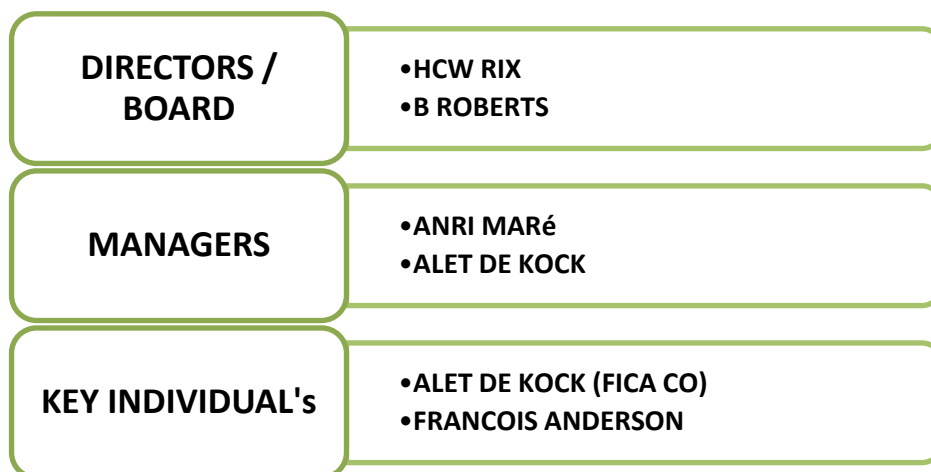 DIRECTORS /
BOARD
•HCW RIX
•B ROBERTS
MANAGERS
•ANRI MARé
•ALET DE KOCK
KEY INDIVIDUAL's
•ALET DE KOCK (FICA CO)
•FRANCOIS ANDERSON